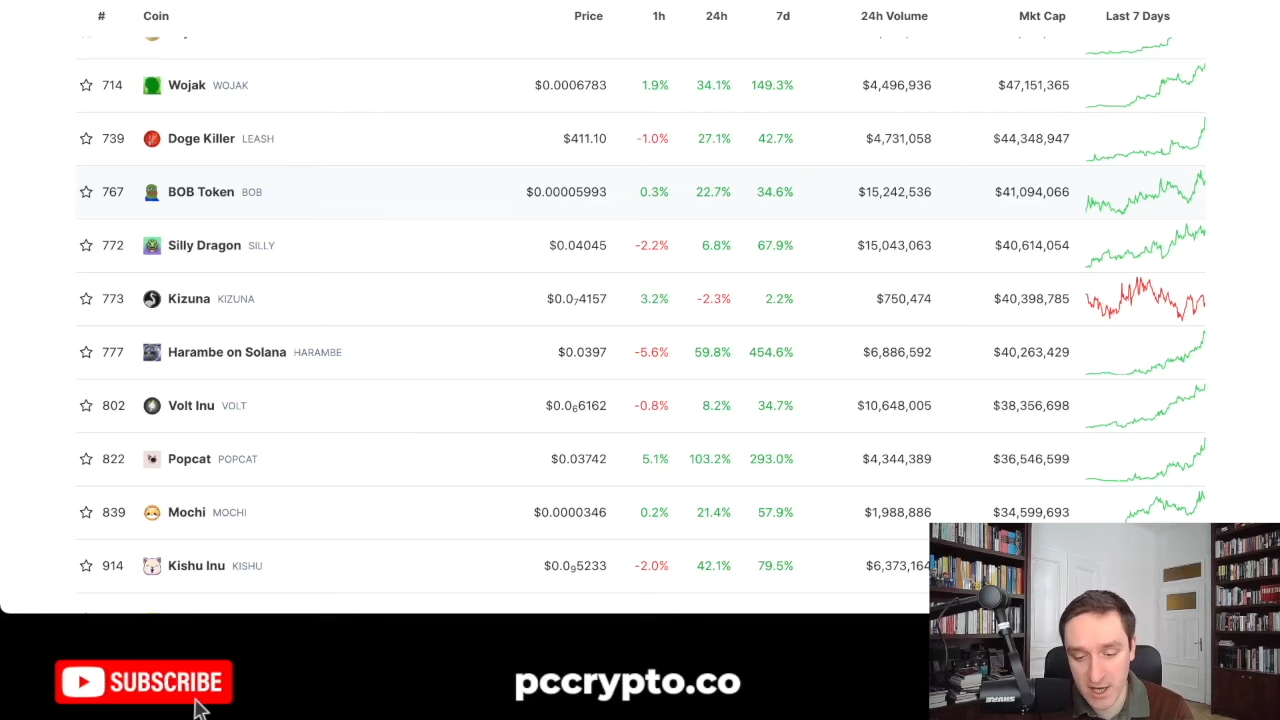 # Coin Price 1h 24h 7d 24h Volume Mkt Cap Last 7 Days
714 Wojak WOJAK $0.0006783 1.9% 34.1% 149.3% $4,496,936 $47,151,365
739 Doge Killer LEASH $411.10 -1.0% 27.1% 42.7% $4,731,058 $44,348,947
767 BOB Token BOB $0.00005993 0.3% 22.7% 34.6% $15,242,536 $41,094,066
772 Silly Dragon SILLY $0.04045 -2.2% 6.8% 67.9% $15,043,063 $40,614,054
773 Kizuna KIZUNA $0.0₇4157 3.2% -2.3% 2.2% $750,474 $40,398,785
777 Harambe on Solana HARAMBE $0.0397 -5.6% 59.8% 454.6% $6,886,592 $40,263,429
802 Volt Inu VOLT $0.0₆6162 -0.8% 8.2% 34.7% $10,648,005 $38,356,698
822 Popcat POPCAT $0.03742 5.1% 103.2% 293.0% $4,344,389 $36,546,599
839 Mochi MOCHI $0.0000346 0.2% 21.4% 57.9% $1,988,886 $34,599,693
914 Kishu Inu KISHU $0.0₉5233 -2.0% 42.1% 79.5% $6,373,164
SUBSCRIBE
pccrypto.co
SHURE